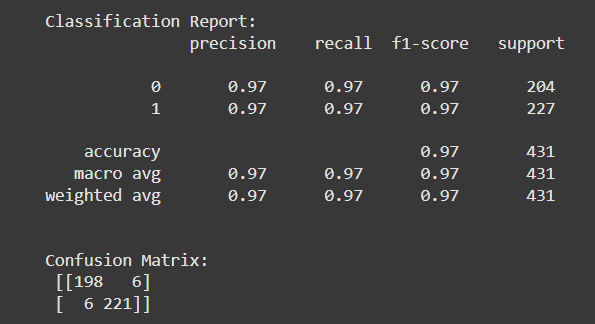 Classification Report:
precision recall f1-score support
0 0.97 0.97 0.97 204
1 0.97 0.97 0.97 227
accuracy 0.97 431
macro avg 0.97 0.97 0.97 431
weighted avg 0.97 0.97 0.97 431
Confusion Matrix:
[[198 6]
[ 6 221]]